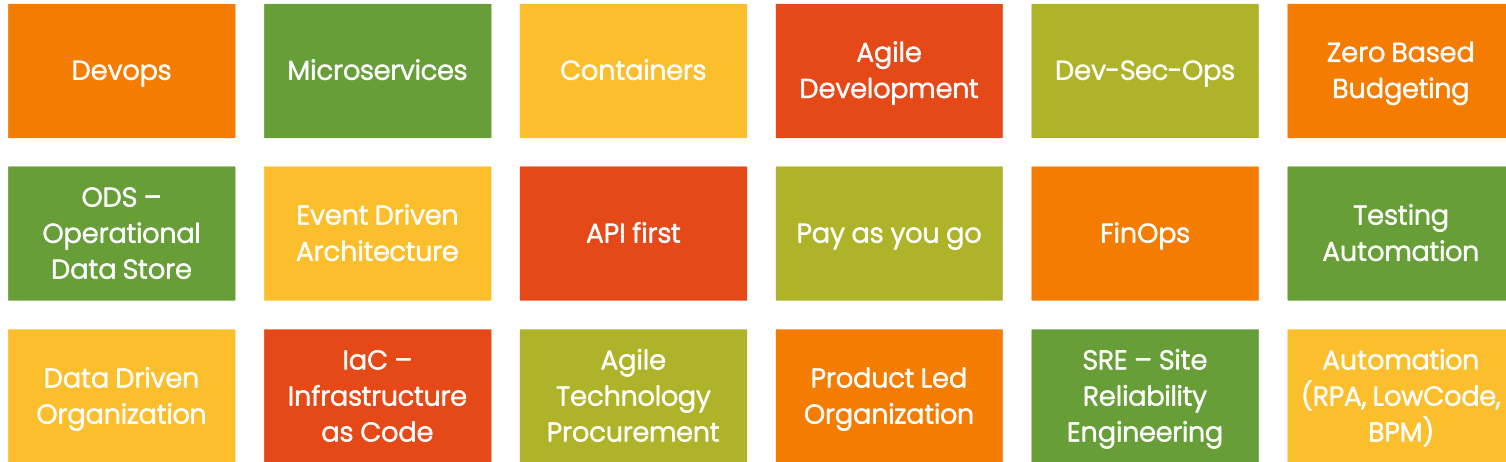 Devops
Microservices
Containers
Agile
Development
Dev-Sec-Ops
Zero Based
Budgeting
ODS –
Operational
Data Store
Event Driven
Architecture
API first
Pay as you go
FinOps
Testing
Automation
Data Driven
Organization
IaC –
Infrastructure
as Code
Agile
Technology
Procurement
Product Led
Organization
SRE – Site
Reliability
Engineering
Automation
(RPA, LowCode,
BPM)